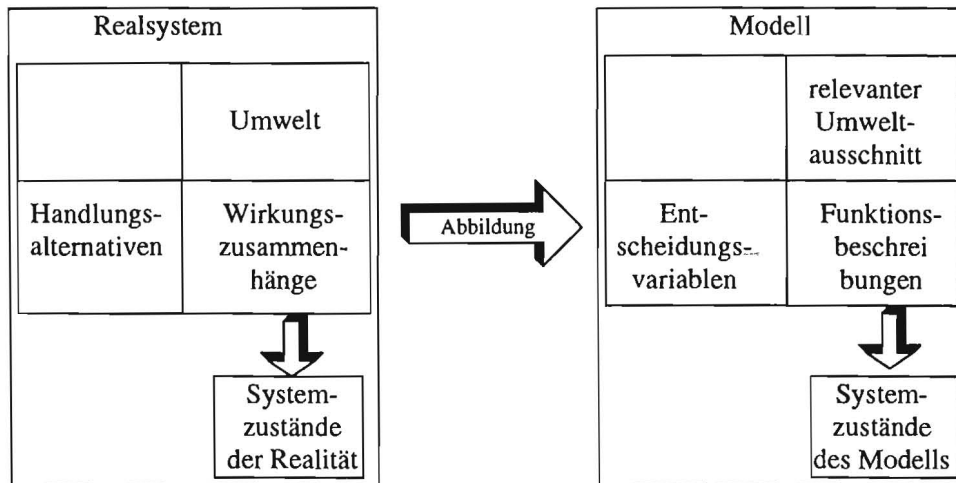 Realsystem
Umwelt
Handlungs-
alternativen
Wirkungs-
zusammen-
hänge
System-
zustände
der Realität
Abbildung
Modell
relevanter
Umwelt-
ausschnitt
Ent-
scheidungs-
variablen
Funktions-
beschrei
bungen
System-
zustände
des Modells